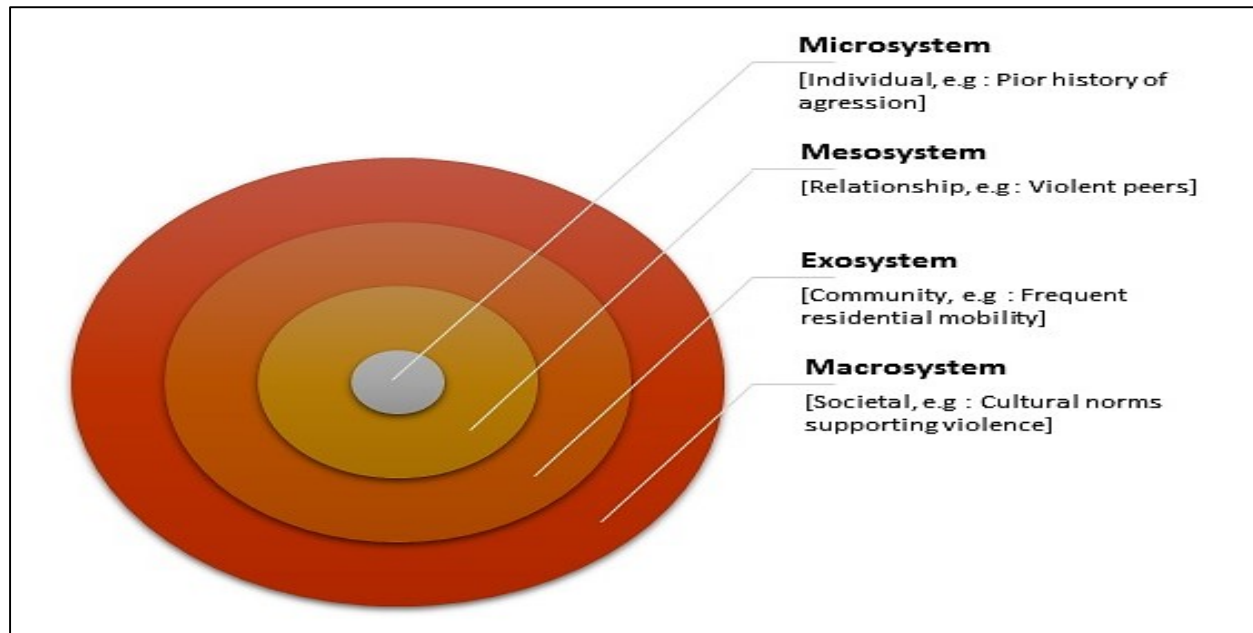 Microsystem
[Individual, e.g : Pior history of
agression]
Mesosystem
[Relationship, e.g : Violent peers]
Exosystem
[Community, e.g : Frequent
residential mobility]
Macrosystem
[Societal, e.g : Cultural norms
supporting violence]